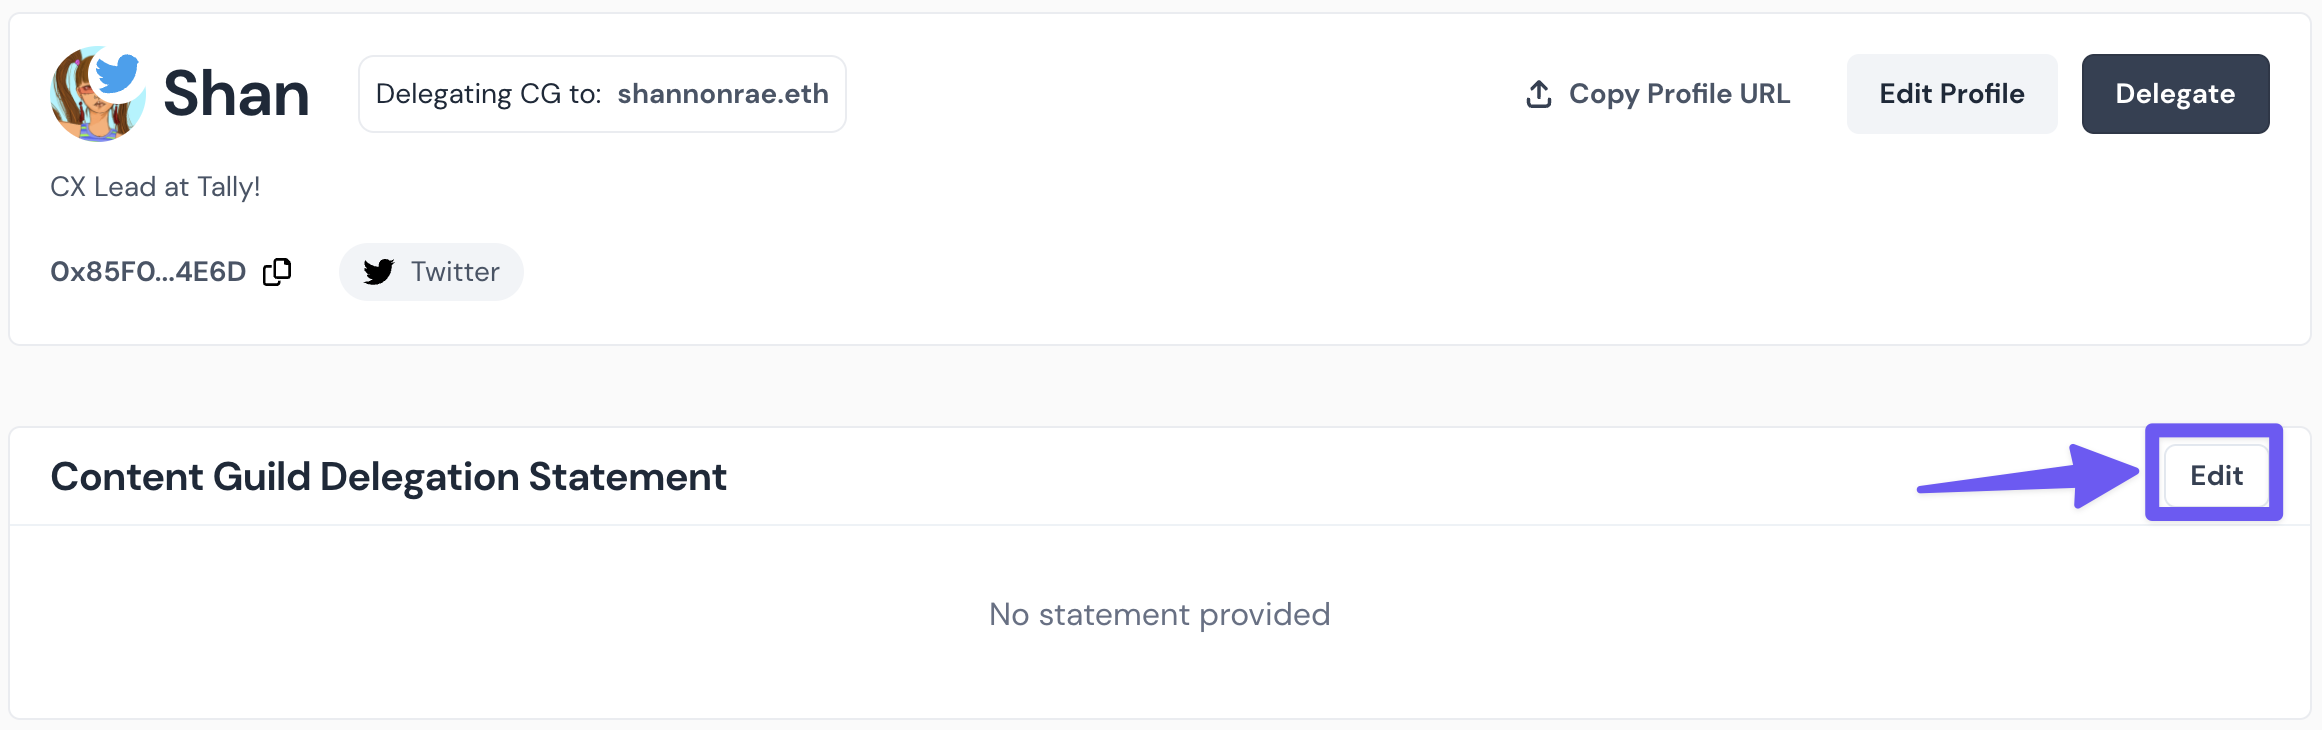 Shan
Delegating CG to: shannonrae.eth
Copy Profile URL
Edit Profile
Delegate
CX Lead at Tally!
0x85F0...4E6D
Twitter
Content Guild Delegation Statement
Edit
No statement provided